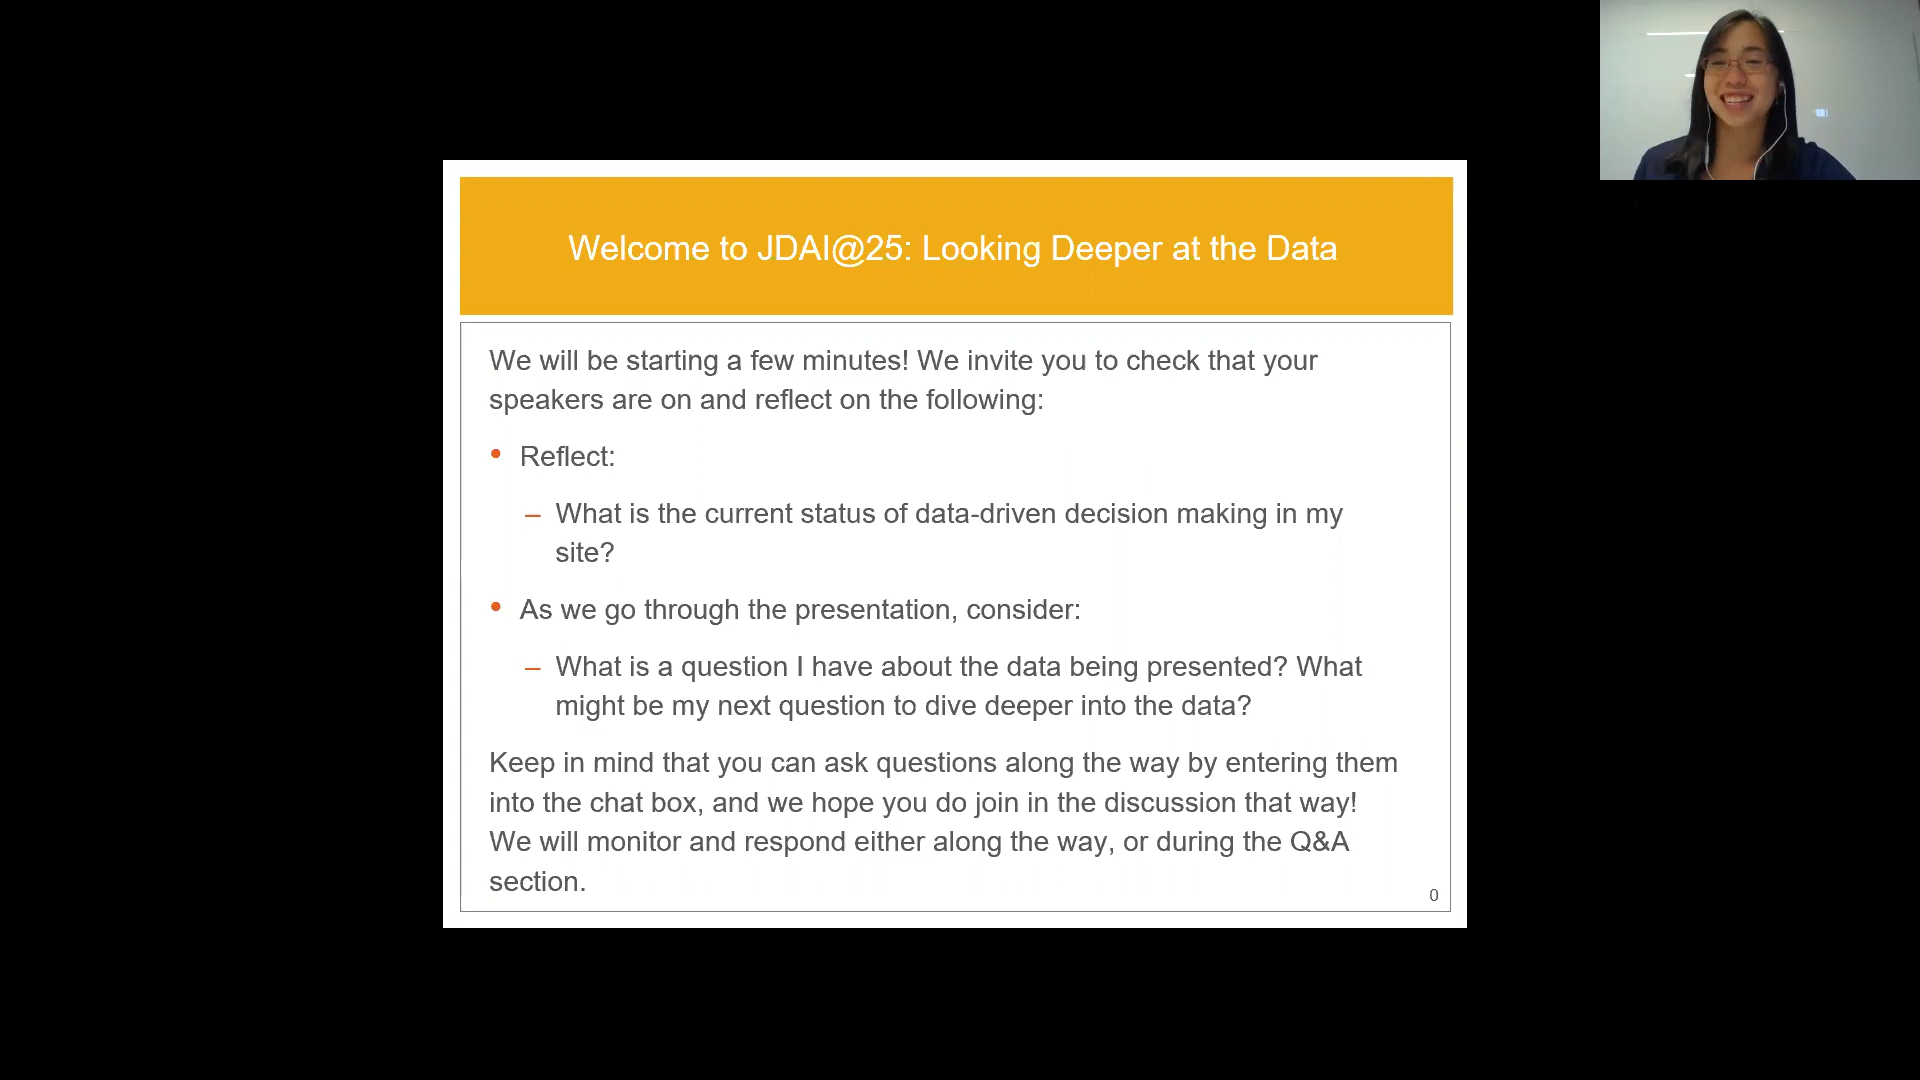 Welcome to JDAI@25: Looking Deeper at the Data
We will be starting a few minutes! We invite you to check that your
speakers are on and reflect on the following:
• Reflect:
– What is the current status of data-driven decision making in my
site?
• As we go through the presentation, consider:
– What is a question I have about the data being presented? What
might be my next question to dive deeper into the data?
Keep in mind that you can ask questions along the way by entering them
into the chat box, and we hope you do join in the discussion that way!
We will monitor and respond either along the way, or during the Q&A
section.
0